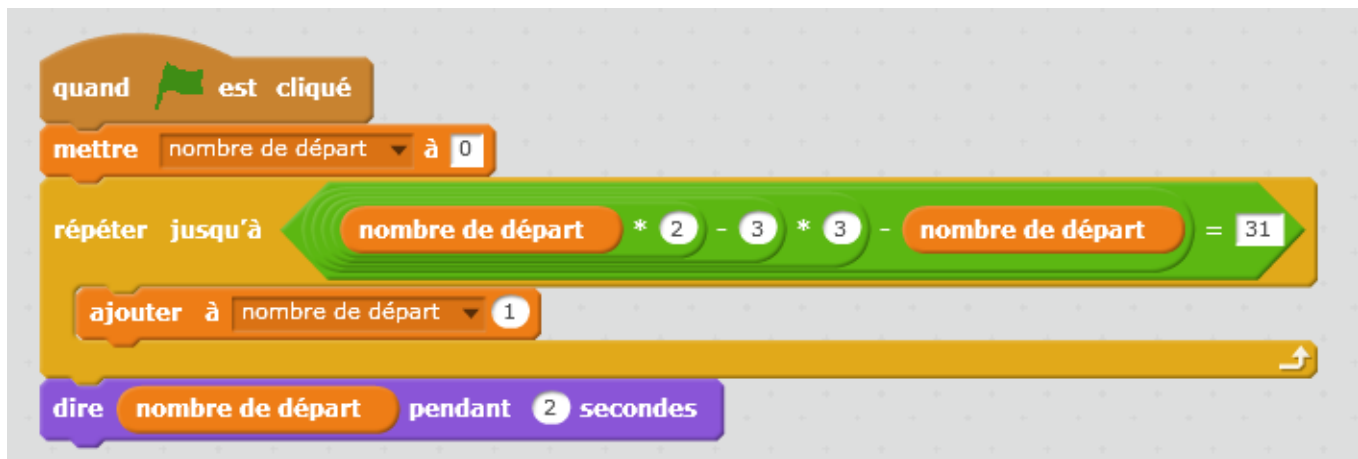 quand est cliqué
mettre nombre de départ à 0
répéter jusqu'à nombre de départ * 2 - 3 * 3 - nombre de départ = 31
ajouter à nombre de départ 1
dire nombre de départ pendant 2 secondes